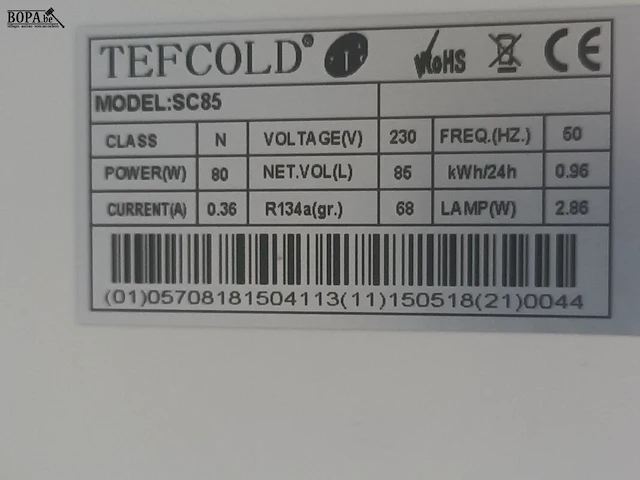 BOPA.be
TEFCOLD® RoHS CE
MODEL:SC85
CLASS N VOLTAGE(V) 230 FREQ.(HZ.) 50
POWER(W) 80 NET.VOL(L) 85 kWh/24h 0.96
CURRENT(A) 0.36 R134a(gr.) 68 LAMP(W) 2.86
(01)05708181504113(11)150518(21)0044